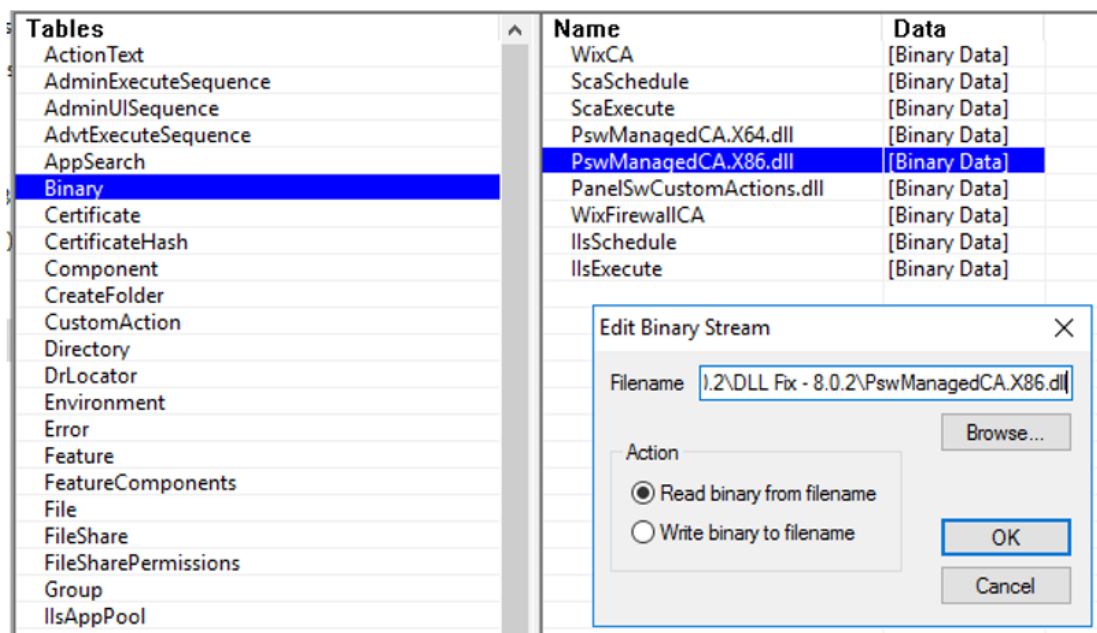 Tables
ActionText
AdminExecuteSequence
AdminUISequence
AdvtExecuteSequence
AppSearch
Binary
Certificate
CertificateHash
Component
CreateFolder
CustomAction
Directory
DrLocator
Environment
Error
Feature
FeatureComponents
File
FileShare
FileSharePermissions
Group
IIsAppPool
Name Data
WixCA [Binary Data]
ScaSchedule [Binary Data]
ScaExecute [Binary Data]
PswManagedCA.X64.dll [Binary Data]
PswManagedCA.X86.dll [Binary Data]
PanelSwCustomActions.dll [Binary Data]
WixFirewallCA [Binary Data]
IIsSchedule [Binary Data]
IIsExecute [Binary Data]
Edit Binary Stream
Filename ).2\DLL Fix - 8.0.2\PswManagedCA.X86.dll
Browse...
Action
Read binary from filename
Write binary to filename
OK
Cancel